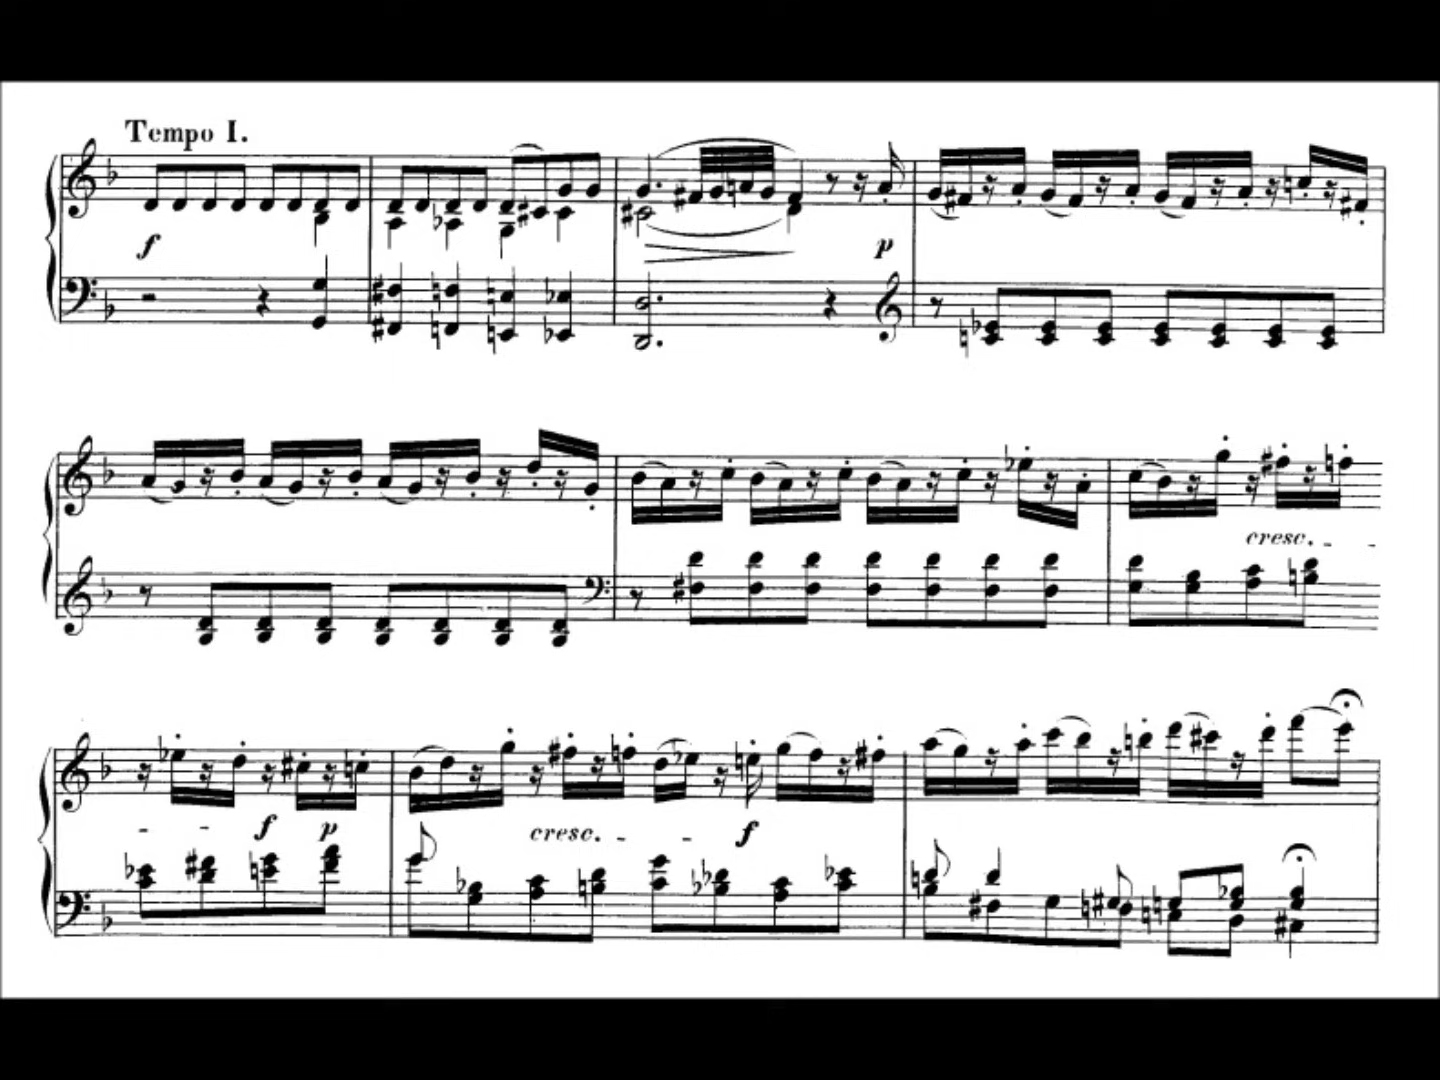 Tempo I.
f
p
cresc.
f p
cresc. f